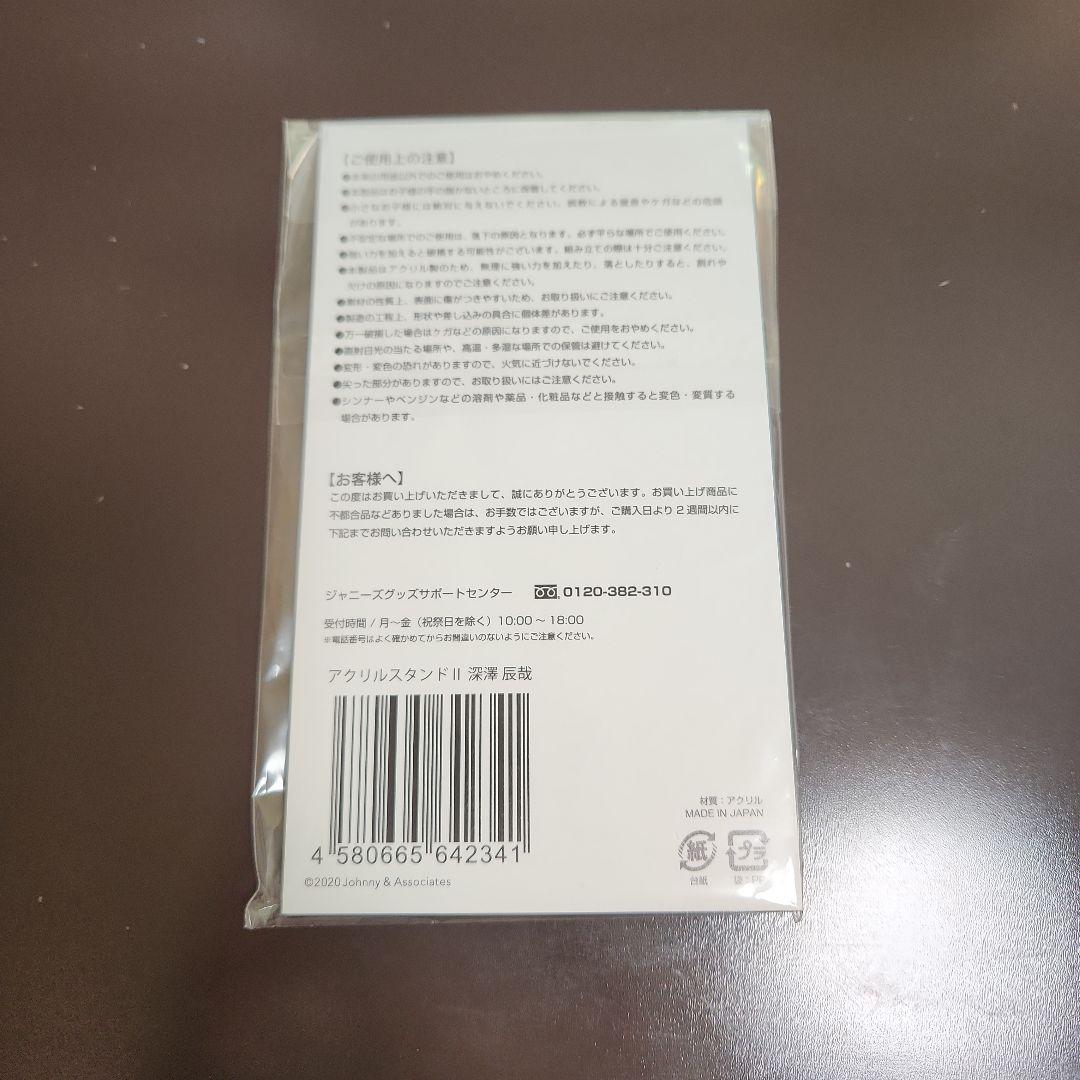 【ご使用上の注意】
●本来の用途以外でのご使用はおやめください。
●本製品はお子様の手の届かないところに保管してください。
●小さなお子様には絶対に与えないでください。誤飲による窒息やケガなどの危険
があります。
●不安定な場所でのご使用は、落下の原因となります。必ず平らな場所でご使用ください。
●強い力を加えると破損する可能性がございます。組み立ての際は十分ご注意ください。
●本製品はアクリル製のため、無理に強い力を加えたり、落としたりすると、割れや
欠けの原因になりますのでご注意ください。
●素材の性質上、表面に傷がつきやすいため、お取り扱いにご注意ください。
●製造の工程上、形状や差し込みの具合に個体差があります。
●万一破損した場合はケガなどの原因になりますので、ご使用をおやめください。
●直射日光の当たる場所や、高温・多湿な場所での保管は避けてください。
●変形・変色の恐れがありますので、火気に近づけないでください。
●尖った部分がありますので、お取り扱いにはご注意ください。
●シンナーやベンジンなどの溶剤や薬品・化粧品などと接触すると変色・変質する
場合があります。
【お客様へ】
この度はお買い上げいただきまして、誠にありがとうございます。お買い上げ商品に
不都合品などありました場合は、お手数ではございますが、ご購入日より2週間以内に
下記までお問い合わせいただきますようお願い申し上げます。
ジャニーズグッズサポートセンター 0120-382-310
受付時間 / 月～金（祝祭日を除く）10:00 ～ 18:00
※電話番号はよく確かめてからお間違いのないようにご注意ください。
アクリルスタンドII 深澤 辰哉
4 580665 642341
©2020 Johnny & Associates
材質：アクリル
MADE IN JAPAN
紙 プラ
台紙 袋：PP